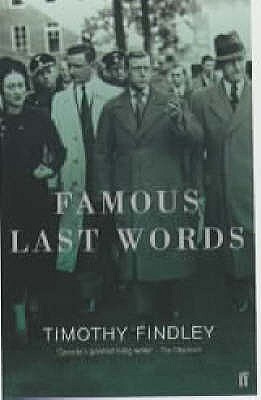 FAMOUS
LAST WORDS
TIMOTHY FINDLEY
'Canada's greatest living writer' The Observer
ff